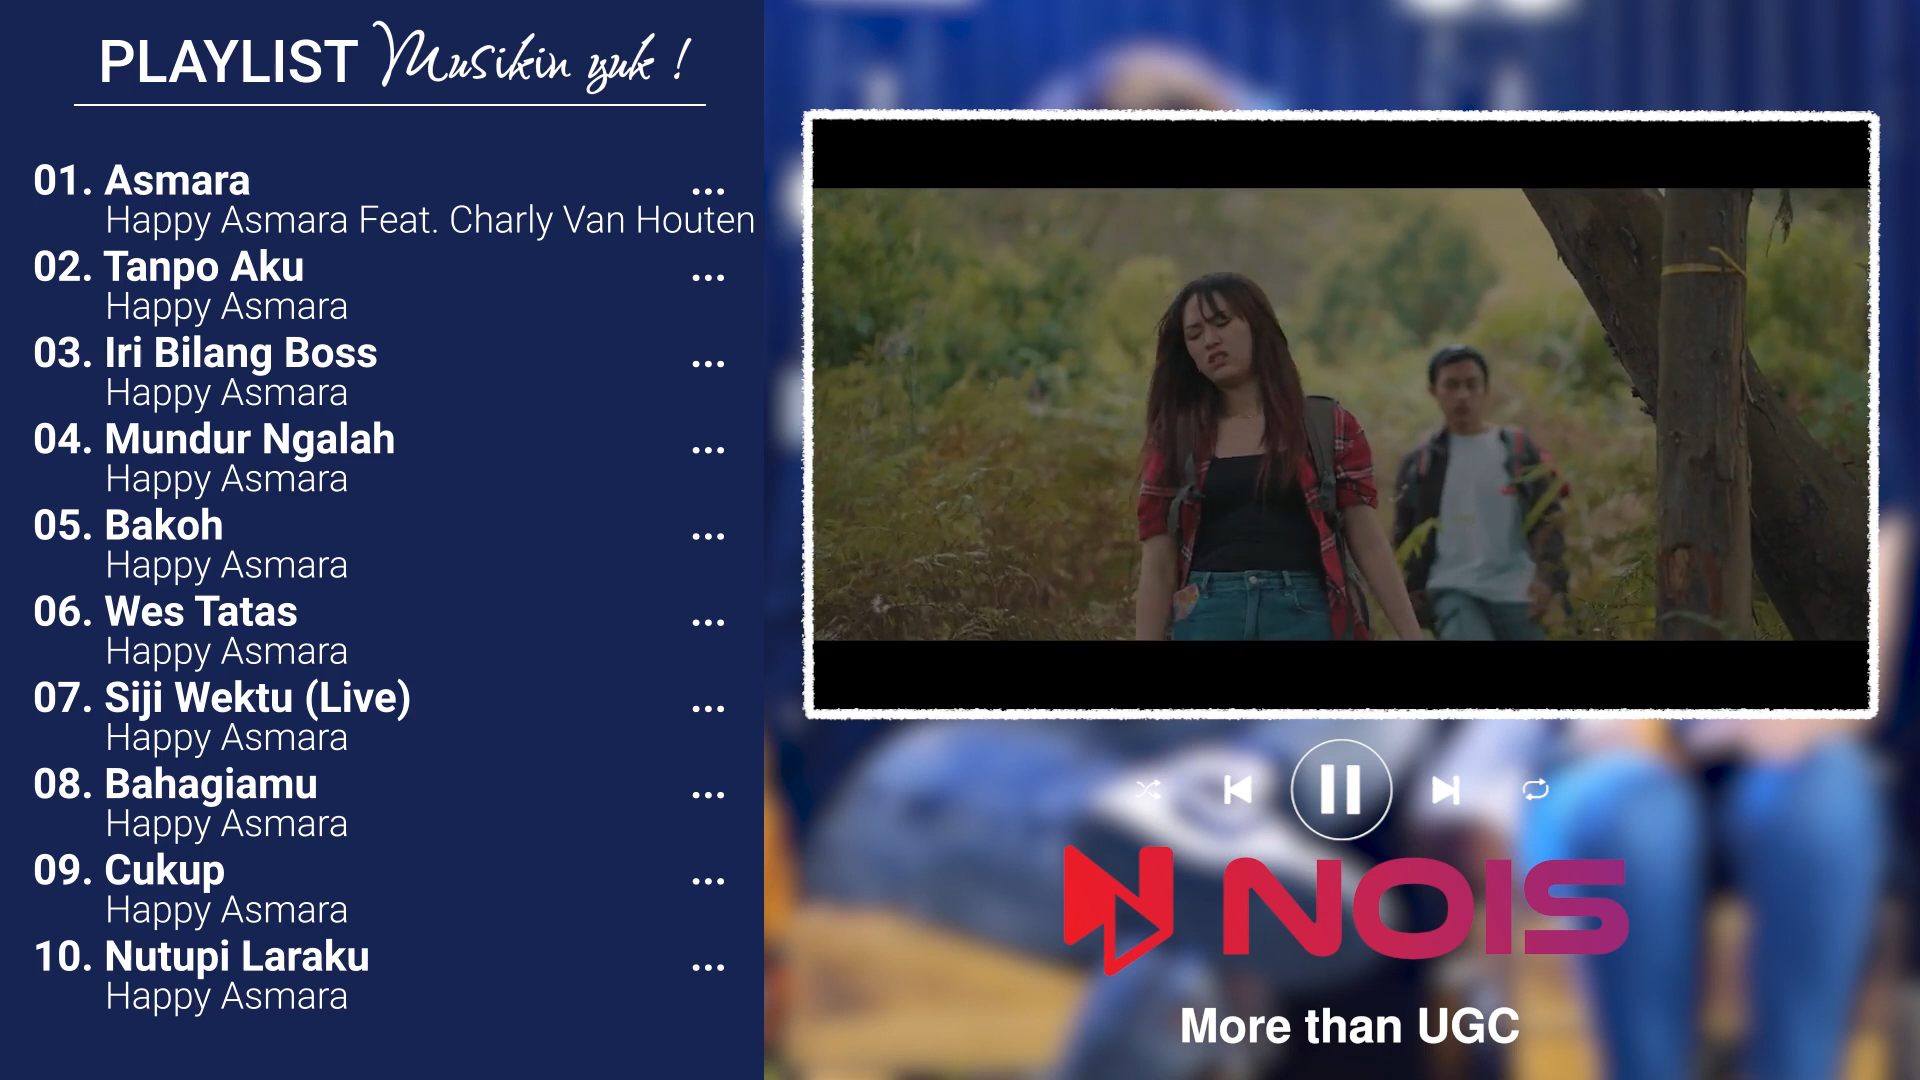 PLAYLIST Musikin yuk !
01. Asmara ...
Happy Asmara Feat. Charly Van Houten
02. Tanpo Aku ...
Happy Asmara
03. Iri Bilang Boss ...
Happy Asmara
04. Mundur Ngalah ...
Happy Asmara
05. Bakoh ...
Happy Asmara
06. Wes Tatas ...
Happy Asmara
07. Siji Wektu (Live) ...
Happy Asmara
08. Bahagiamu ...
Happy Asmara
09. Cukup ...
Happy Asmara
10. Nutupi Laraku ...
Happy Asmara
NOIS
More than UGC